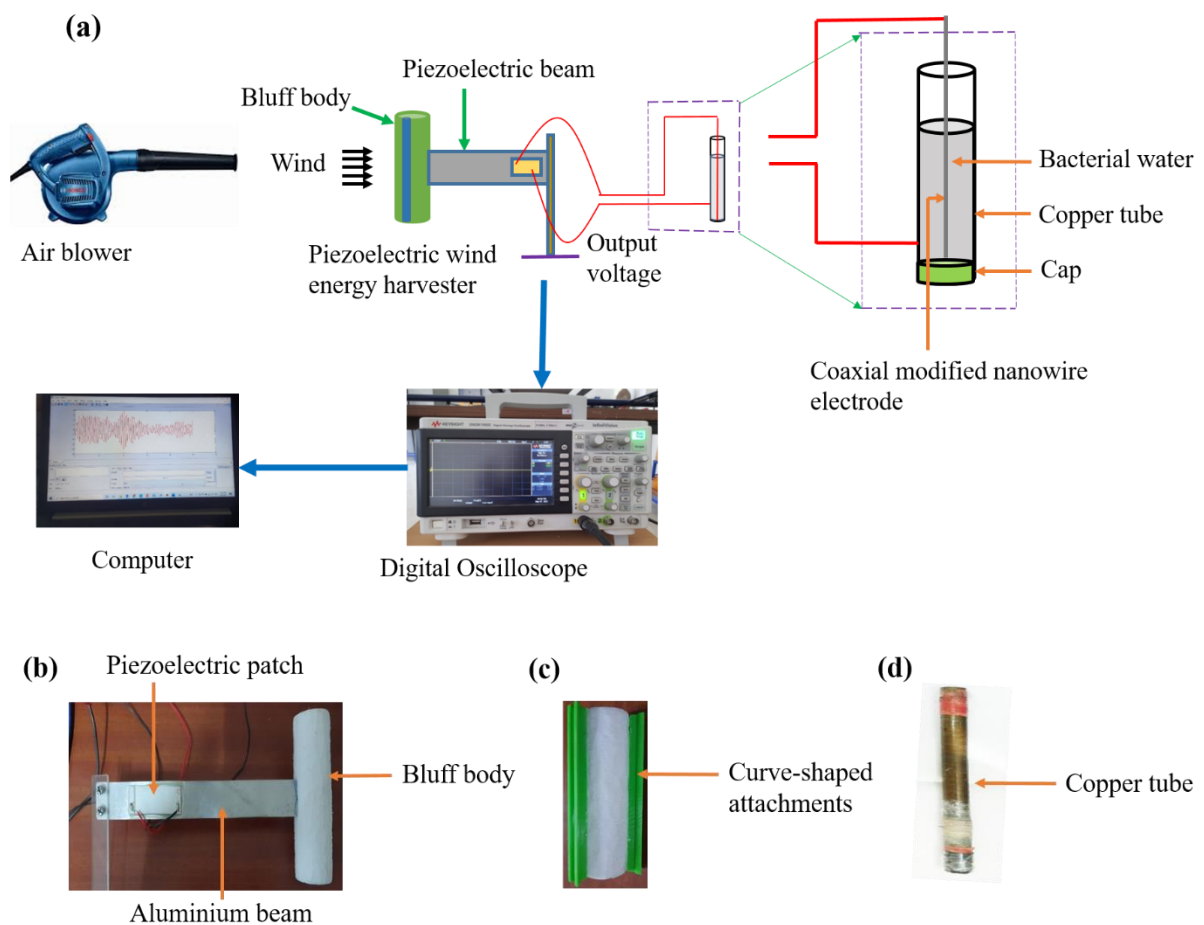 (a)
Piezoelectric beam
Bluff body
Wind
Air blower
Piezoelectric wind
energy harvester
Output
voltage
Bacterial water
Copper tube
Cap
Coaxial modified nanowire
electrode
Computer
KEYSIGHT
Digital Oscilloscope
(b)
Piezoelectric patch
Bluff body
Aluminium beam
(c)
Curve-shaped
attachments
(d)
Copper tube